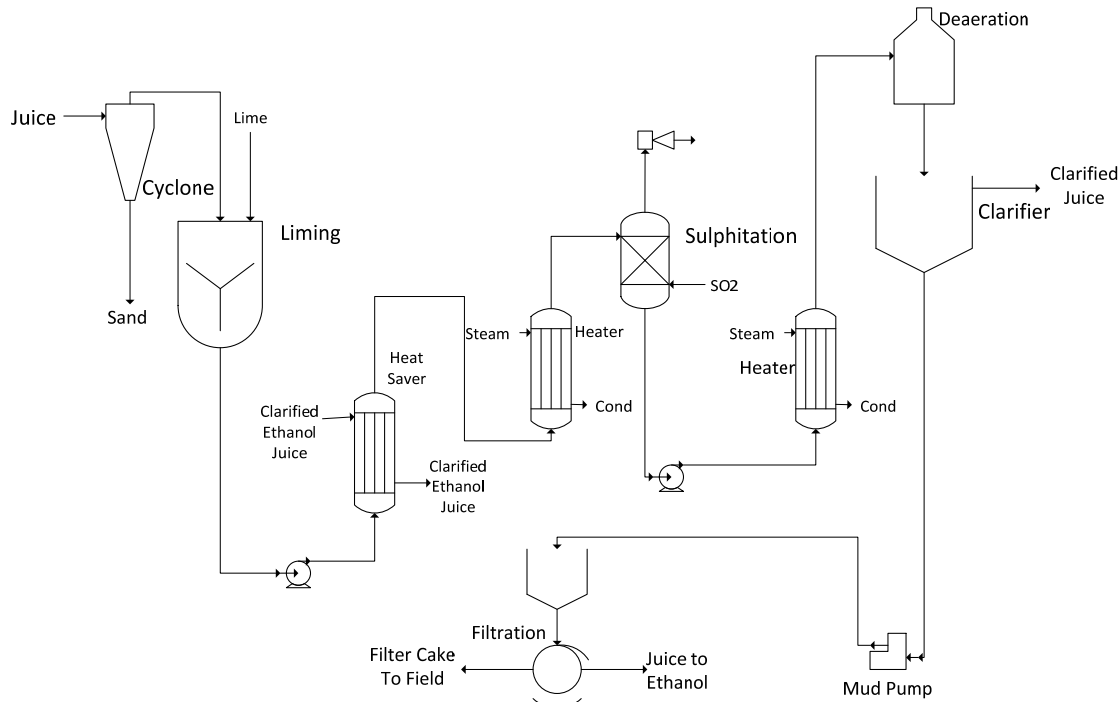 Deaeration
Juice
Lime
Cyclone
Clarified
Juice
Clarifier
Liming
Sulphitation
SO2
Sand
Steam
Heater
Steam
Heater
Heat
Saver
Cond
Cond
Clarified
Ethanol
Juice
Clarified
Ethanol
Juice
Filtration
Filter Cake
To Field
Juice to
Ethanol
Mud Pump